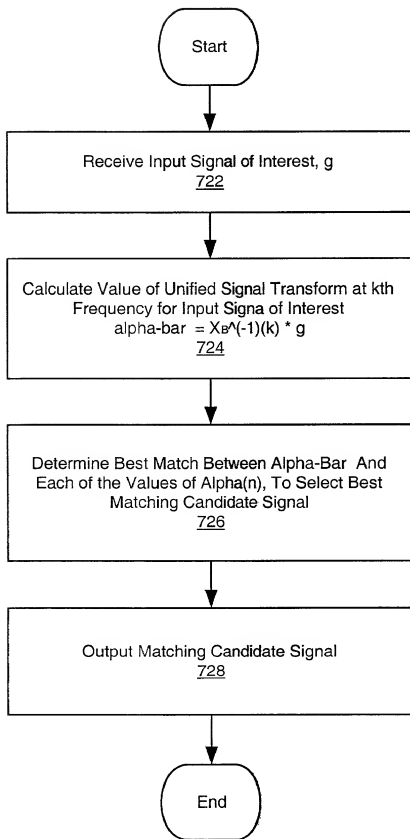 Start
Receive Input Signal of Interest, g
722
Calculate Value of Unified Signal Transform at kth
Frequency for Input Signa of Interest
alpha-bar = XB^(-1)(k) * g
724
Determine Best Match Between Alpha-Bar And
Each of the Values of Alpha(n), To Select Best
Matching Candidate Signal
726
Output Matching Candidate Signal
728
End